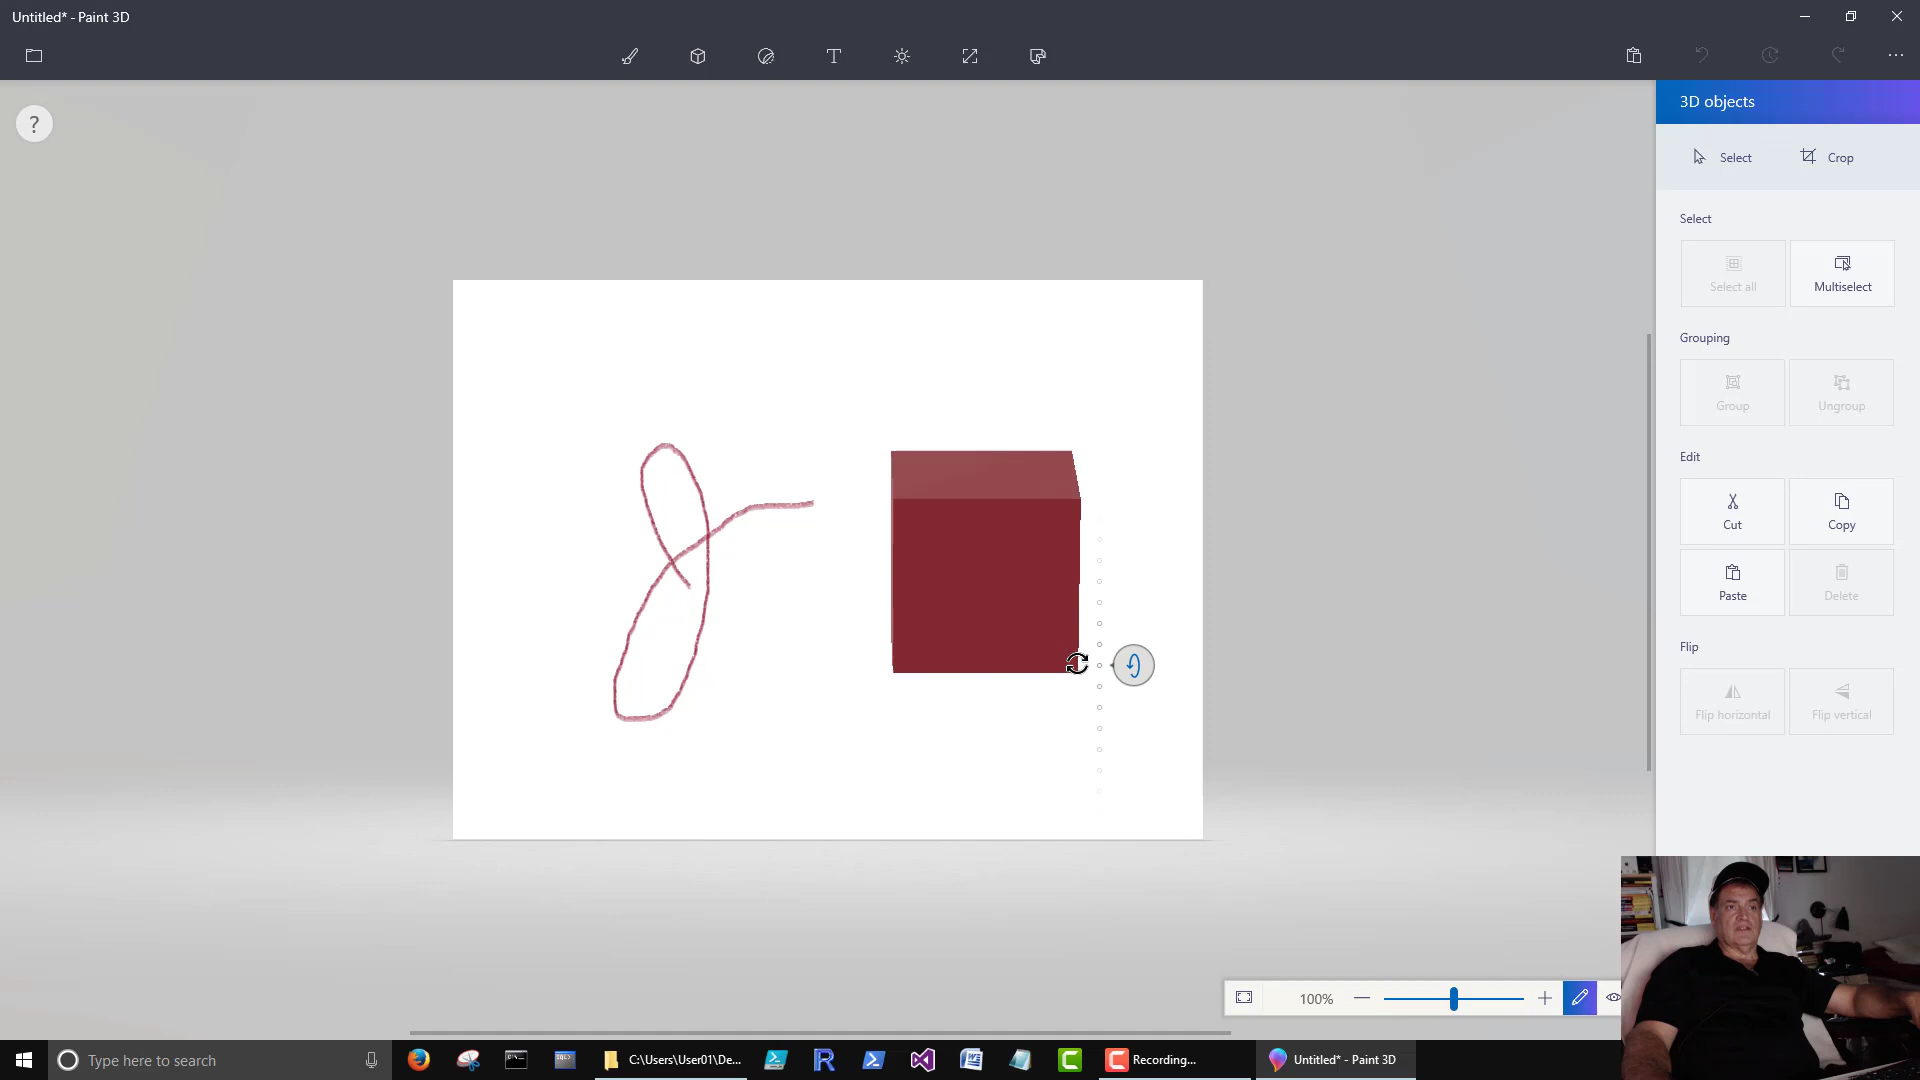 Untitled* - Paint 3D
?
3D objects
Select
Crop
Select
Select all
Multiselect
Grouping
Group
Ungroup
Edit
Cut
Copy
Paste
Delete
Flip
Flip horizontal
Flip vertical
100%
Type here to search
C:\Users\User01\De...
Recording...
Untitled* - Paint 3D